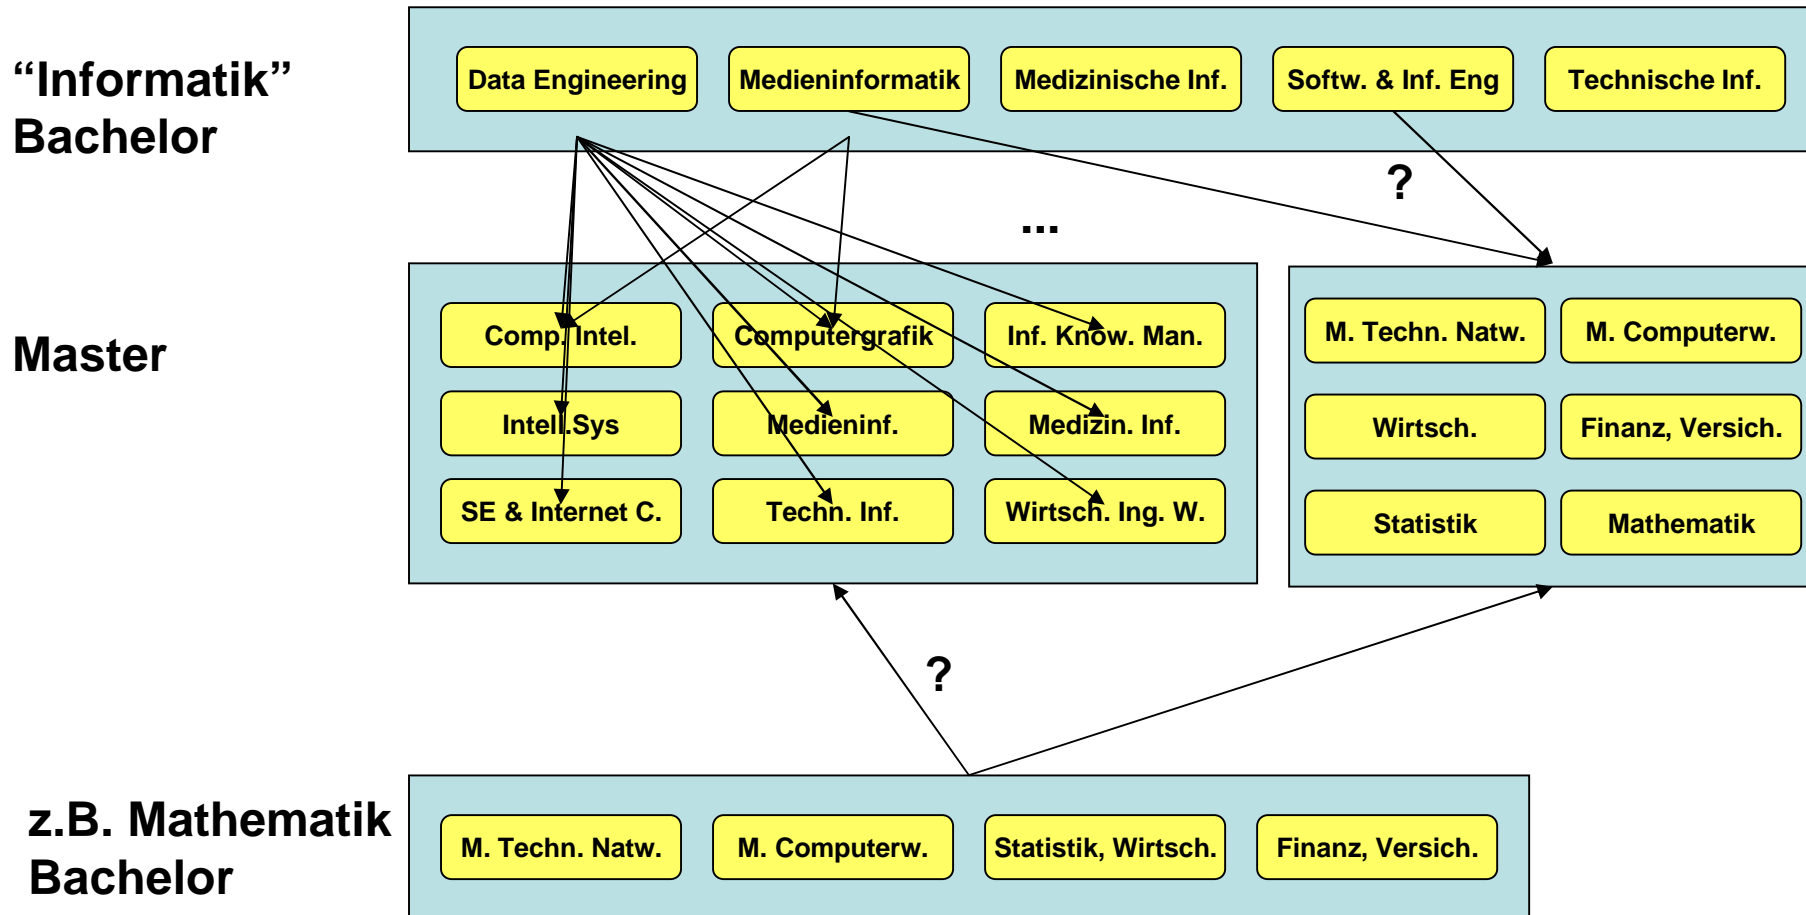 “Informatik”
Bachelor
Data Engineering
Medieninformatik
Medizinische Inf.
Softw. & Inf. Eng
Technische Inf.
?
...
Master
Comp. Intel.
Computergrafik
Inf. Know. Man.
Intell.Sys
Medieninf.
Medizin. Inf.
SE & Internet C.
Techn. Inf.
Wirtsch. Ing. W.
M. Techn. Natw.
M. Computerw.
Wirtsch.
Finanz, Versich.
Statistik
Mathematik
?
z.B. Mathematik
Bachelor
M. Techn. Natw.
M. Computerw.
Statistik, Wirtsch.
Finanz, Versich.